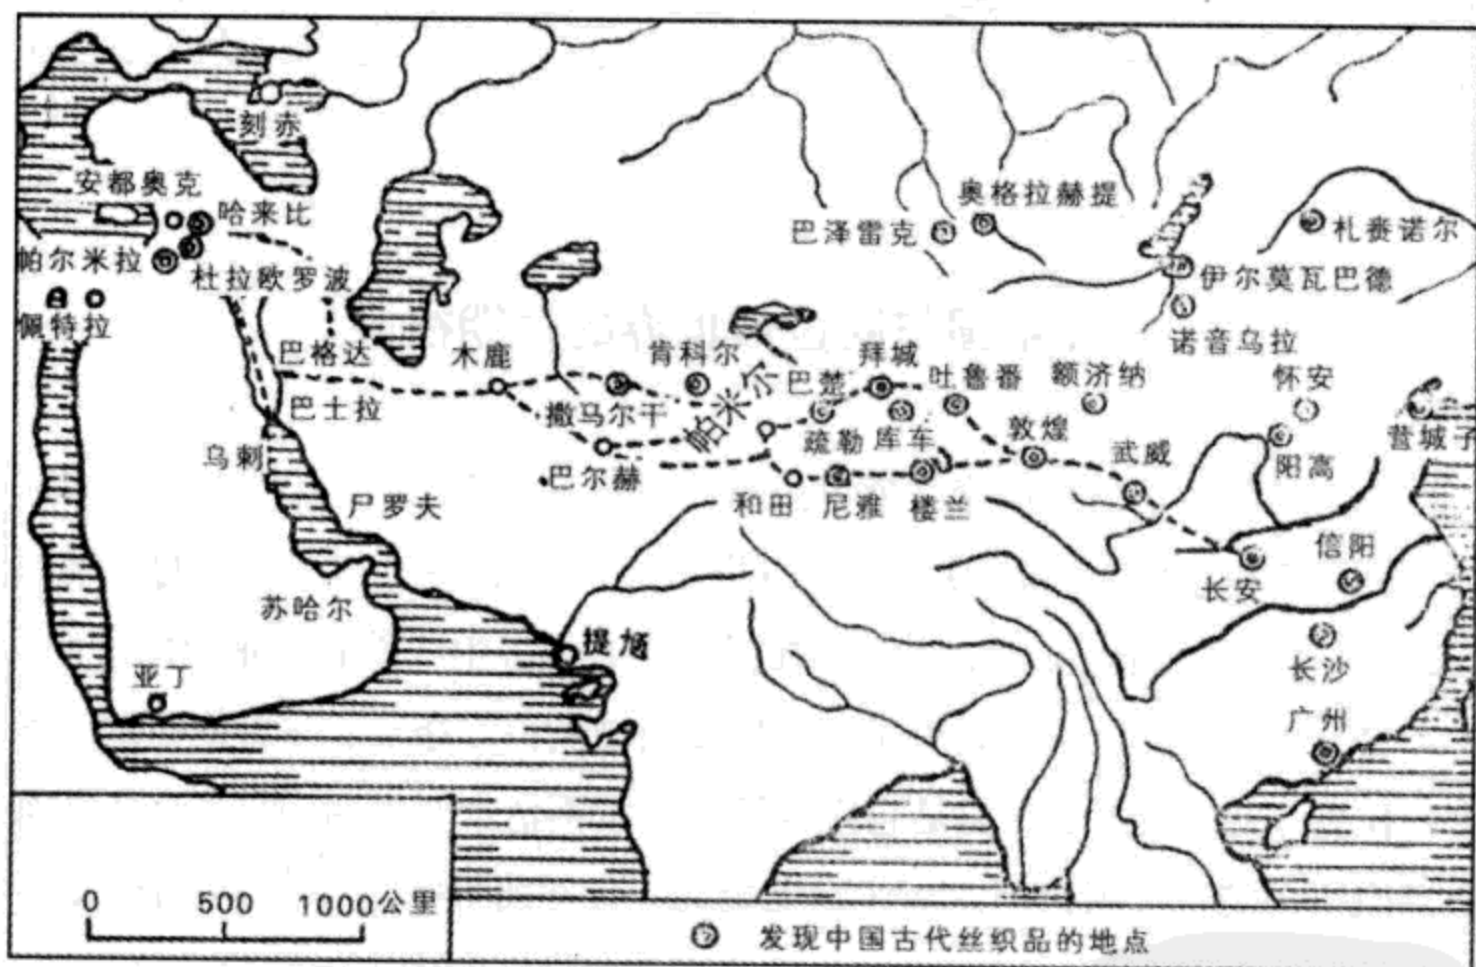 刻赤
安都奥克
哈来比
帕尔米拉
杜拉欧罗波
佩特拉
巴格达
巴士拉
乌剌
尸罗夫
苏哈尔
亚丁
提䫻
木鹿
撒马尔干
巴尔赫
肯科尔
帕米尔
巴楚
拜城
疏勒
库车
吐鲁番
和田
尼雅
楼兰
敦煌
额济纳
武威
巴泽雷克
奥格拉赫提
札赉诺尔
伊尔莫瓦巴德
诺音乌拉
怀安
阳高
营城子
长安
信阳
长沙
广州
0 500 1000公里
发现中国古代丝织品的地点